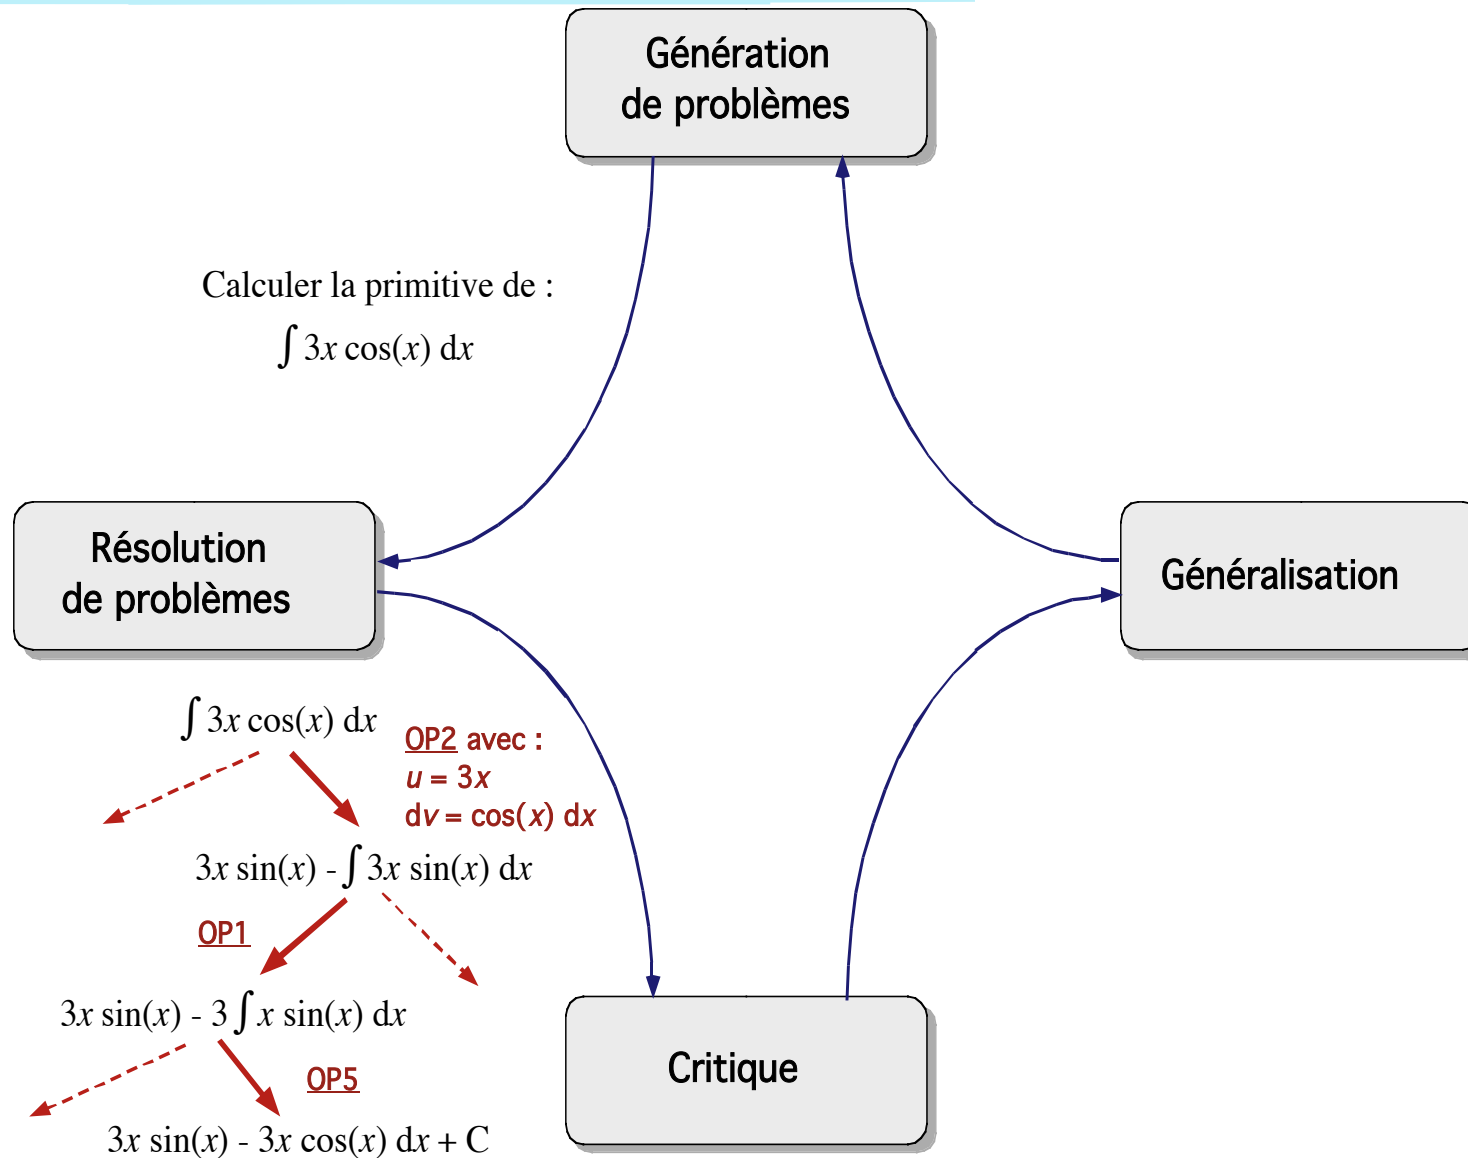 Génération
de problèmes
Calculer la primitive de :
∫ 3x cos(x) dx
Résolution
de problèmes
Généralisation
∫ 3x cos(x) dx
OP2 avec :
u = 3x
dv = cos(x) dx
3x sin(x) - ∫ 3x sin(x) dx
OP1
3x sin(x) - 3 ∫ x sin(x) dx
OP5
3x sin(x) - 3x cos(x) dx + C
Critique